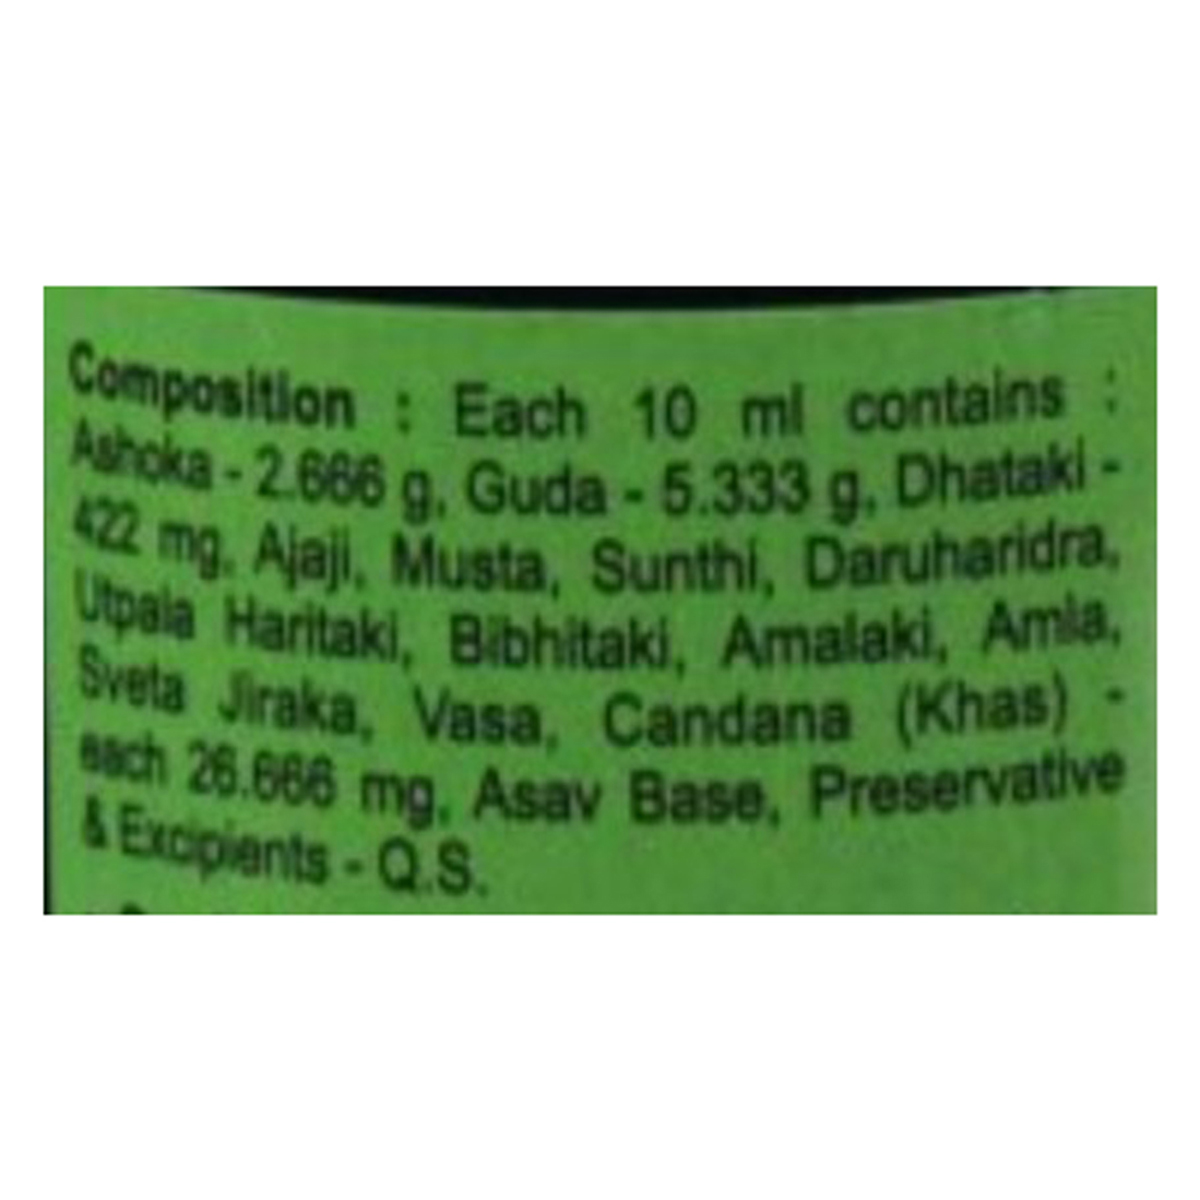 Composition : Each 10 ml contains :
Ashoka - 2.666 g, Guda - 5.333 g, Dhataki -
422 mg, Ajaji, Musta, Sunthi, Daruharidra,
Utpala Haritaki, Bibhitaki, Amalaki, Amla,
Sveta Jiraka, Vasa, Candana (Khas) -
each 26.666 mg, Asav Base, Preservative
& Excipients - Q.S.